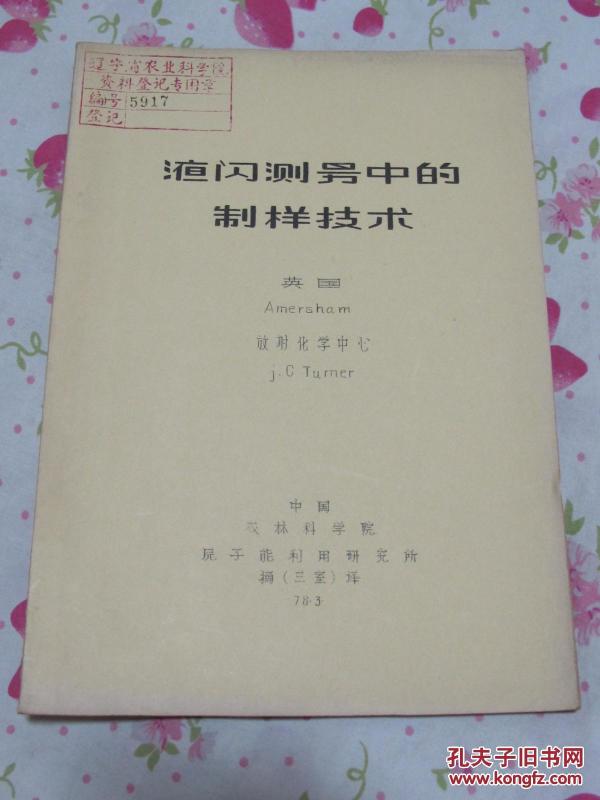 辽宁省农业科学院
资料登记专用章
编号 5917
登记
液闪测量中的
制样技术
英国
Amersham
放射化学中心
j.C Turner
中国
农林科学院
原子能利用研究所
摘(三室)译
78·3
孔夫子旧书网
www.kongfz.com